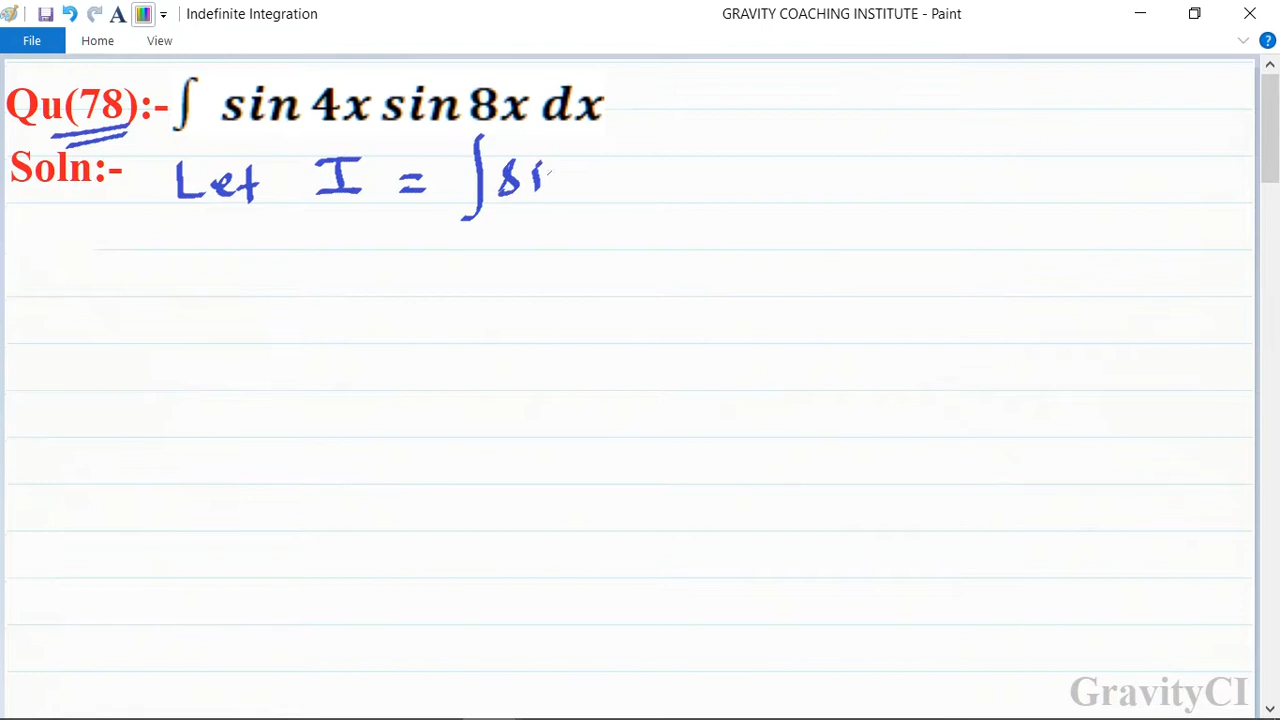 Indefinite Integration
GRAVITY COACHING INSTITUTE - Paint
File Home View
Qu(78):- ∫ sin 4x sin 8x dx
Soln:- Let I = ∫ si
GravityCI